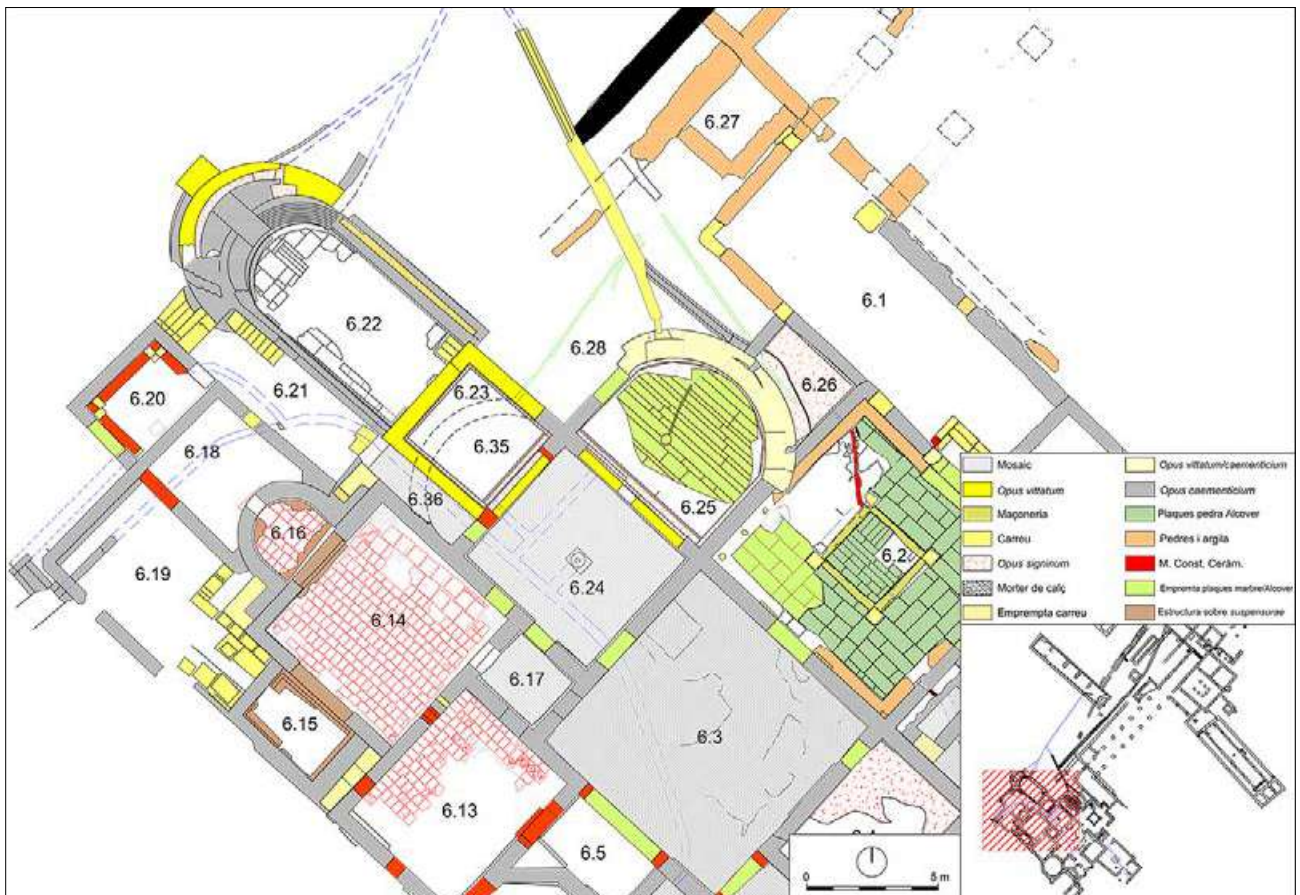 6.27
6.1
6.22
6.28
6.26
6.20
6.21
6.23
6.35
6.18
6.36
6.25
6.16
6.2
6.19
6.24
6.14
6.17
6.15
6.3
6.13
6.5
Mosaic
Opus vittatum
Maçoneria
Carreu
Opus signinum
Morter de calç
Emprempta carreu
Opus vittatum/caementicium
Opus caementicium
Plaques pedra Alcover
Pedres i argila
M. Const. Ceràm.
Empremta plaques marbre/Alcover
Estructura sobre suspensurae
0
5 m